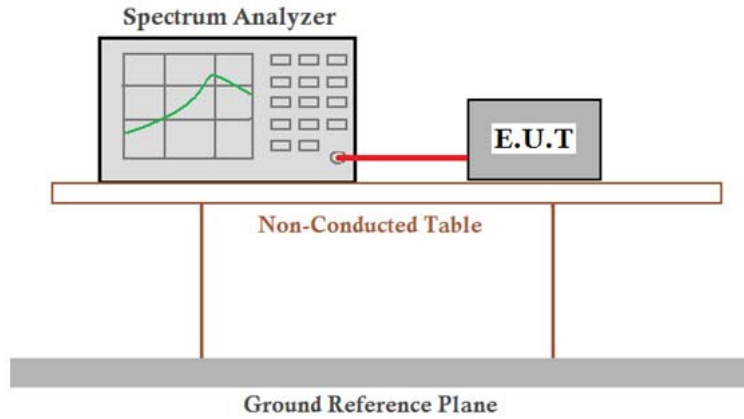 Spectrum Analyzer
E.U.T
Non-Conducted Table
Ground Reference Plane